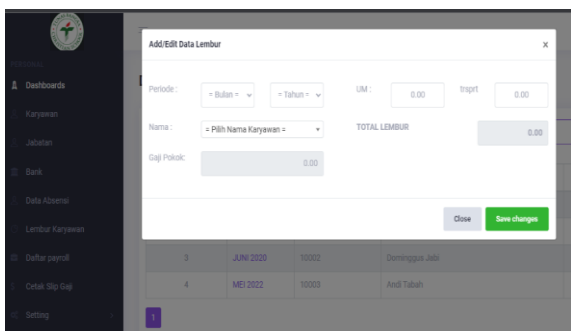 Add/Edit Data Lembur
x
Periode :
= Bulan =
= Tahun =
UM :
0.00
trsprt
0.00
Nama :
= Pilih Nama Karyawan =
TOTAL LEMBUR
0.00
Gaji Pokok:
0.00
Close
Save changes
Dashboards
Karyawan
Jabatan
Bank
Data Absensi
Lembur Karyawan
Daftar payroll
Cetak Slip Gaji
Setting
3
JUNI 2020
10002
Deminggus Jabi
4
MEI 2022
10003
Andi Tabah
1